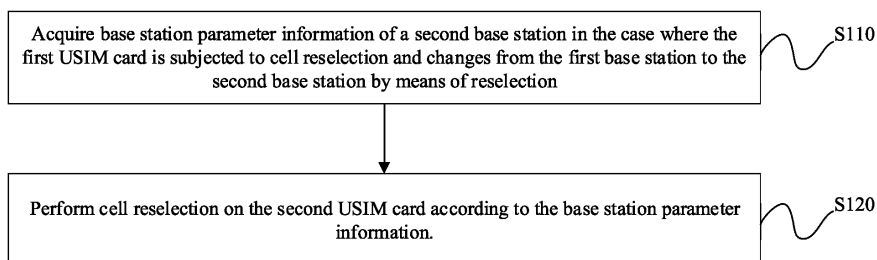 Acquire base station parameter information of a second base station in the case where the
first USIM card is subjected to cell reselection and changes from the first base station to the
second base station by means of reselection
S110
Perform cell reselection on the second USIM card according to the base station parameter
information.
S120